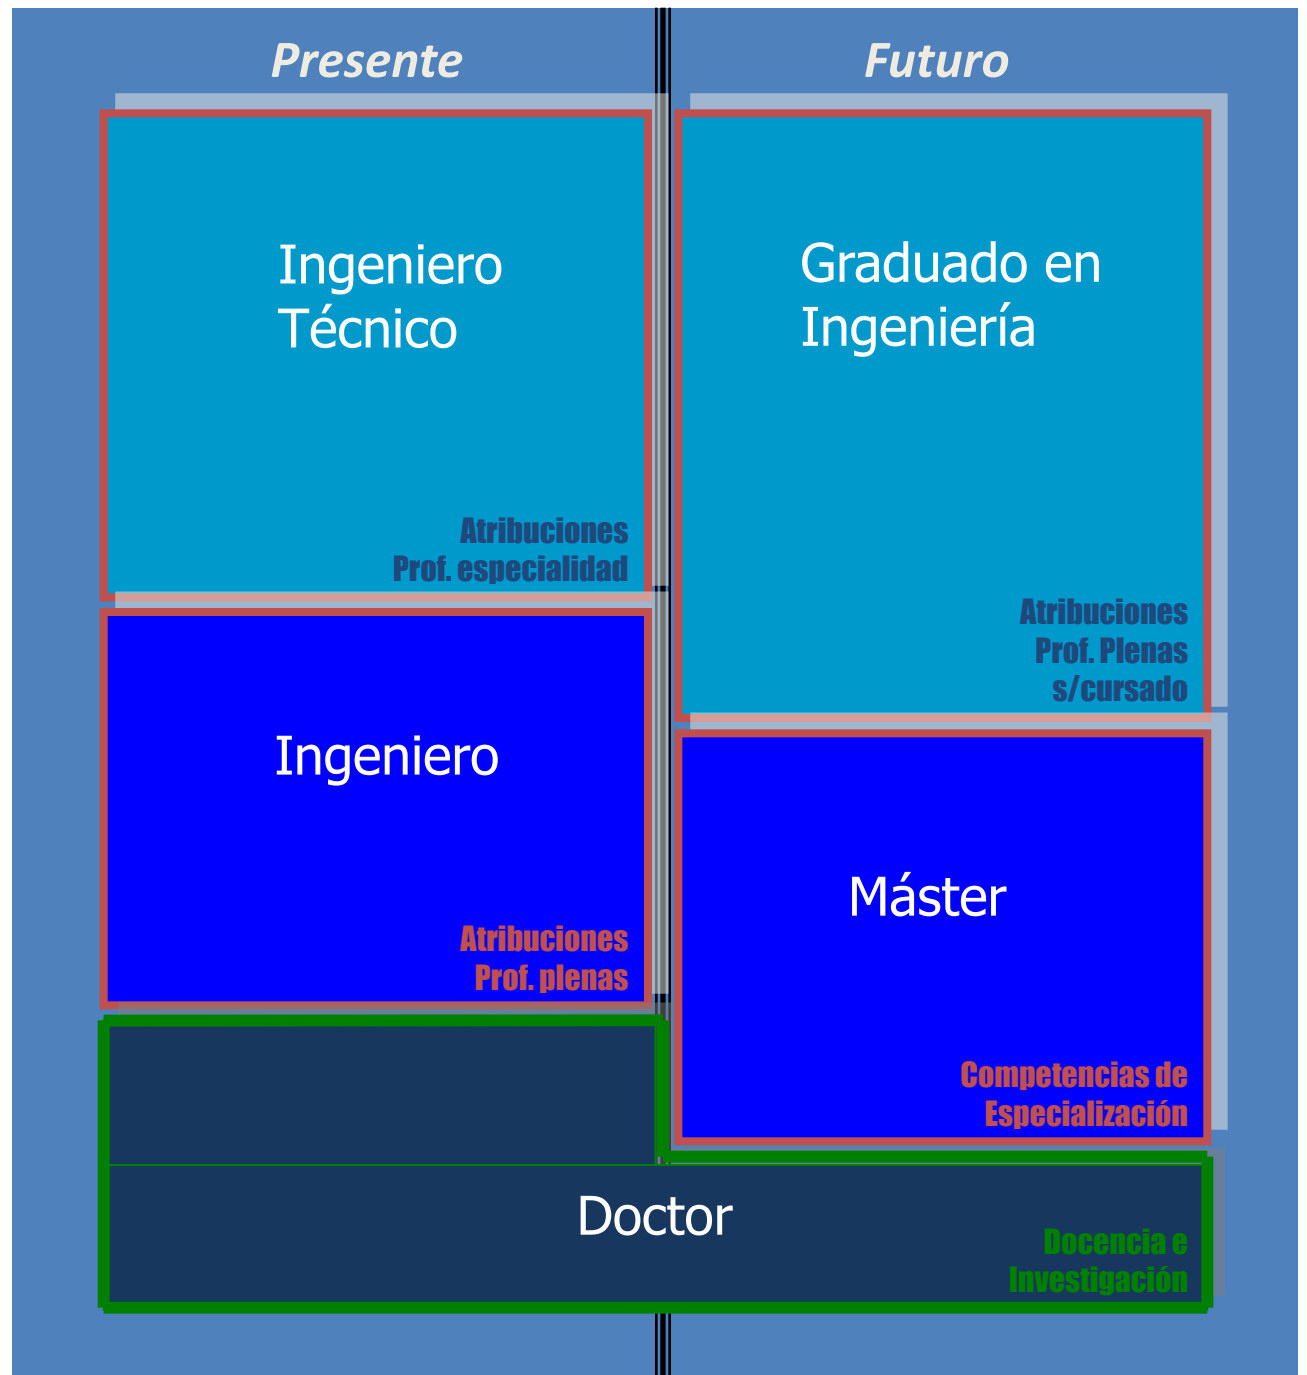 Presente
Futuro
Ingeniero
Técnico
Graduado en
Ingeniería
Atribuciones
Prof. especialidad
Atribuciones
Prof. Plenas
s/cursado
Ingeniero
Máster
Atribuciones
Prof. plenas
Competencias de
Especialización
Doctor
Docencia e
Investigación